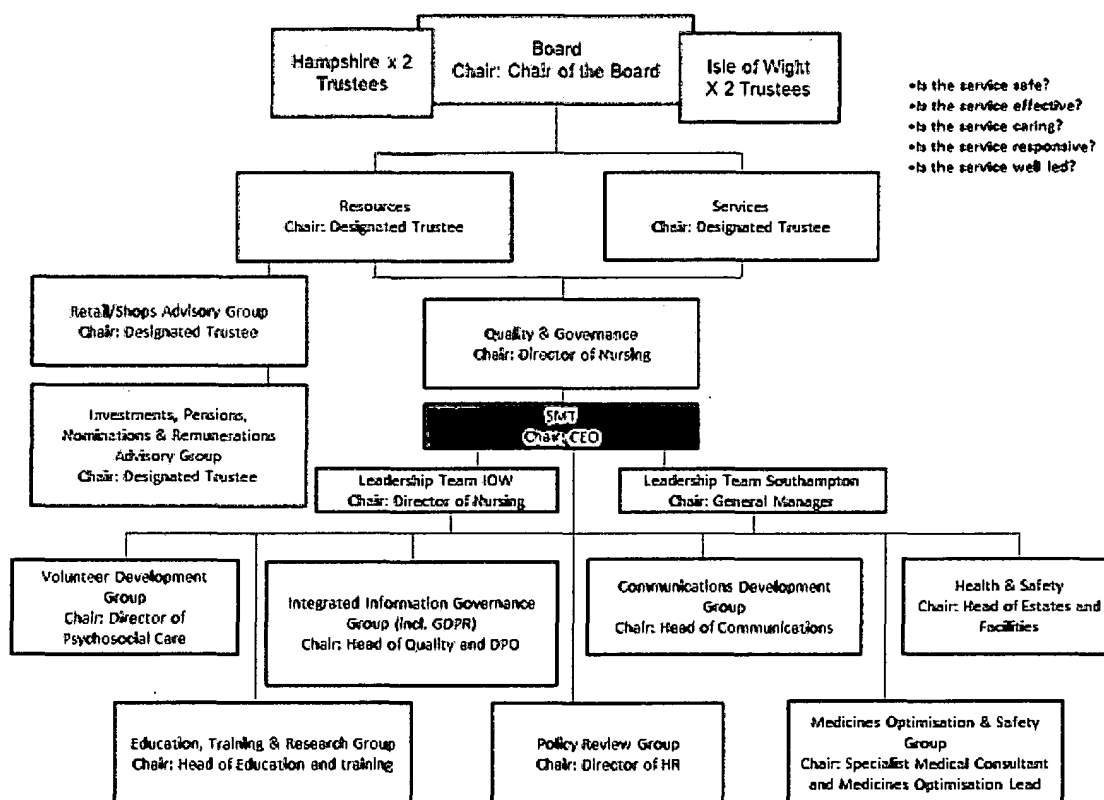 Hampshire x 2
Trustees
Board
Chair: Chair of the Board
Isle of Wight
X 2 Trustees
•Is the service safe?
•Is the service effective?
•Is the service caring?
•Is the service responsive?
•Is the service well led?
Resources
Chair: Designated Trustee
Services
Chair: Designated Trustee
Retail/Shops Advisory Group
Chair: Designated Trustee
Quality & Governance
Chair: Director of Nursing
Investments, Pensions,
Nominations & Remunerations
Advisory Group
Chair: Designated Trustee
SMT
Chair: CEO
Leadership Team IOW
Chair: Director of Nursing
Leadership Team Southampton
Chair: General Manager
Volunteer Development
Group
Chair: Director of
Psychosocial Care
Integrated Information Governance
Group (incl. GDPR)
Chair: Head of Quality and DPO
Communications Development
Group
Chair: Head of Communications
Health & Safety
Chair: Head of Estates and
Facilities
Education, Training & Research Group
Chair: Head of Education and training
Policy Review Group
Chair: Director of HR
Medicines Optimisation & Safety
Group
Chair: Specialist Medical Consultant
and Medicines Optimisation Lead